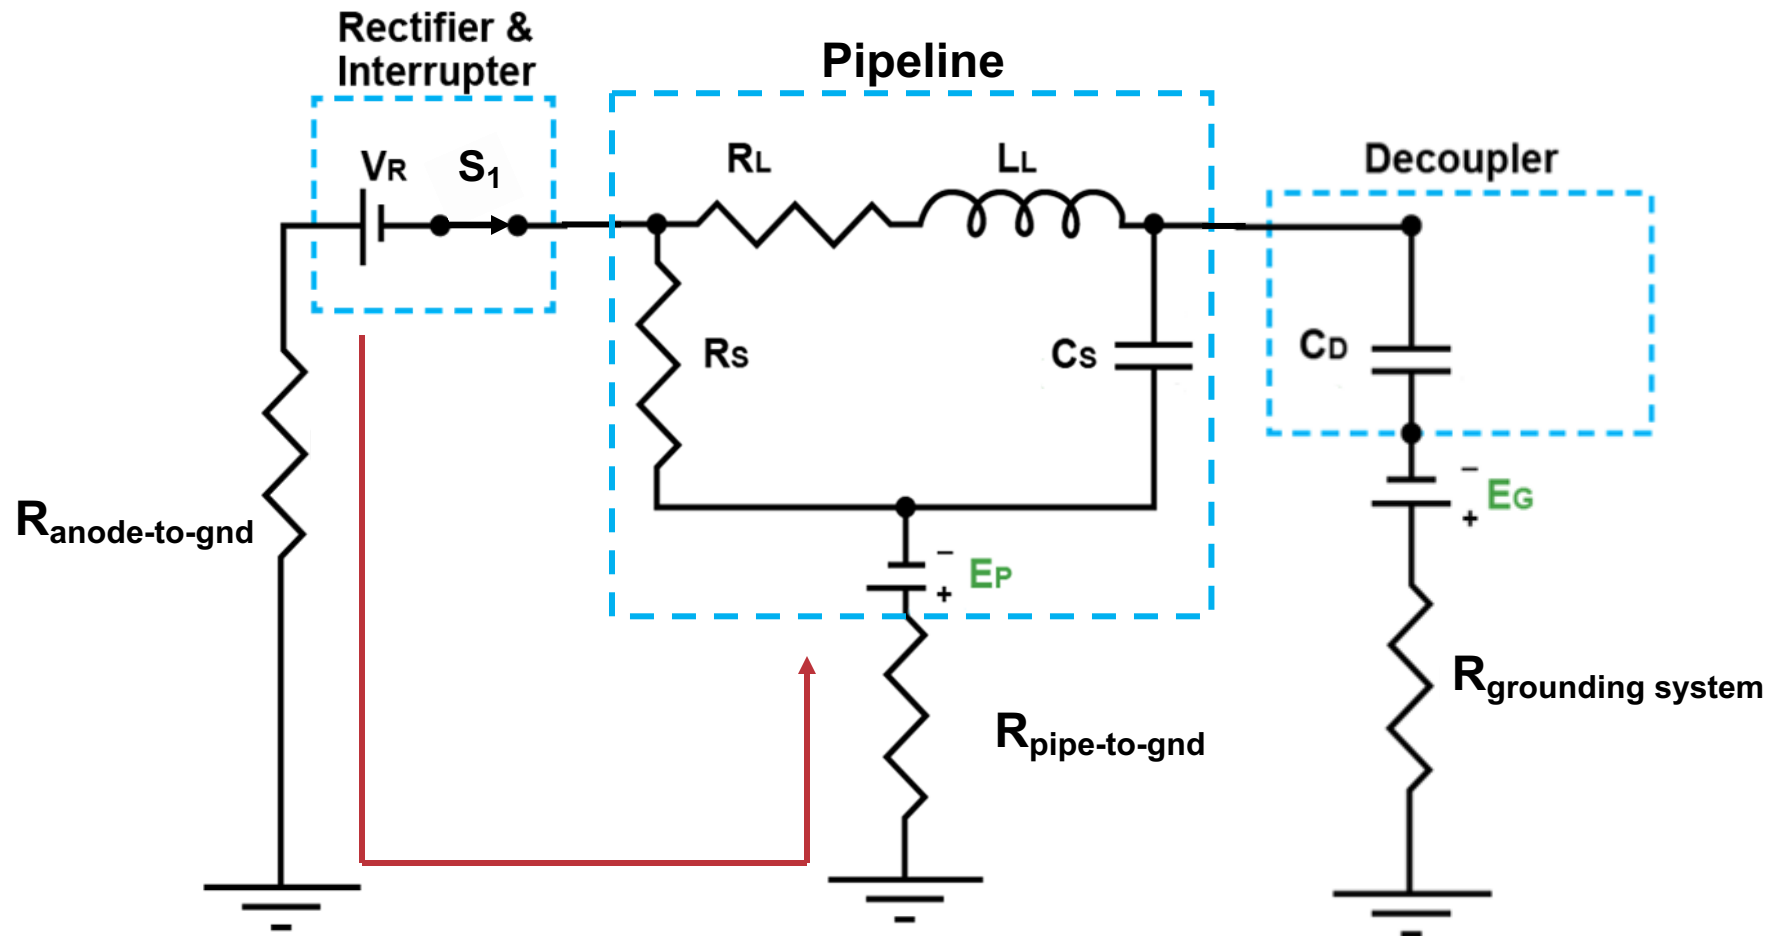 Rectifier &
Interrupter
Pipeline
Decoupler
VR
S1
RL
LL
RS
CS
CD
Ranode-to-gnd
− EP
+
− EG
+
Rpipe-to-gnd
Rgrounding system